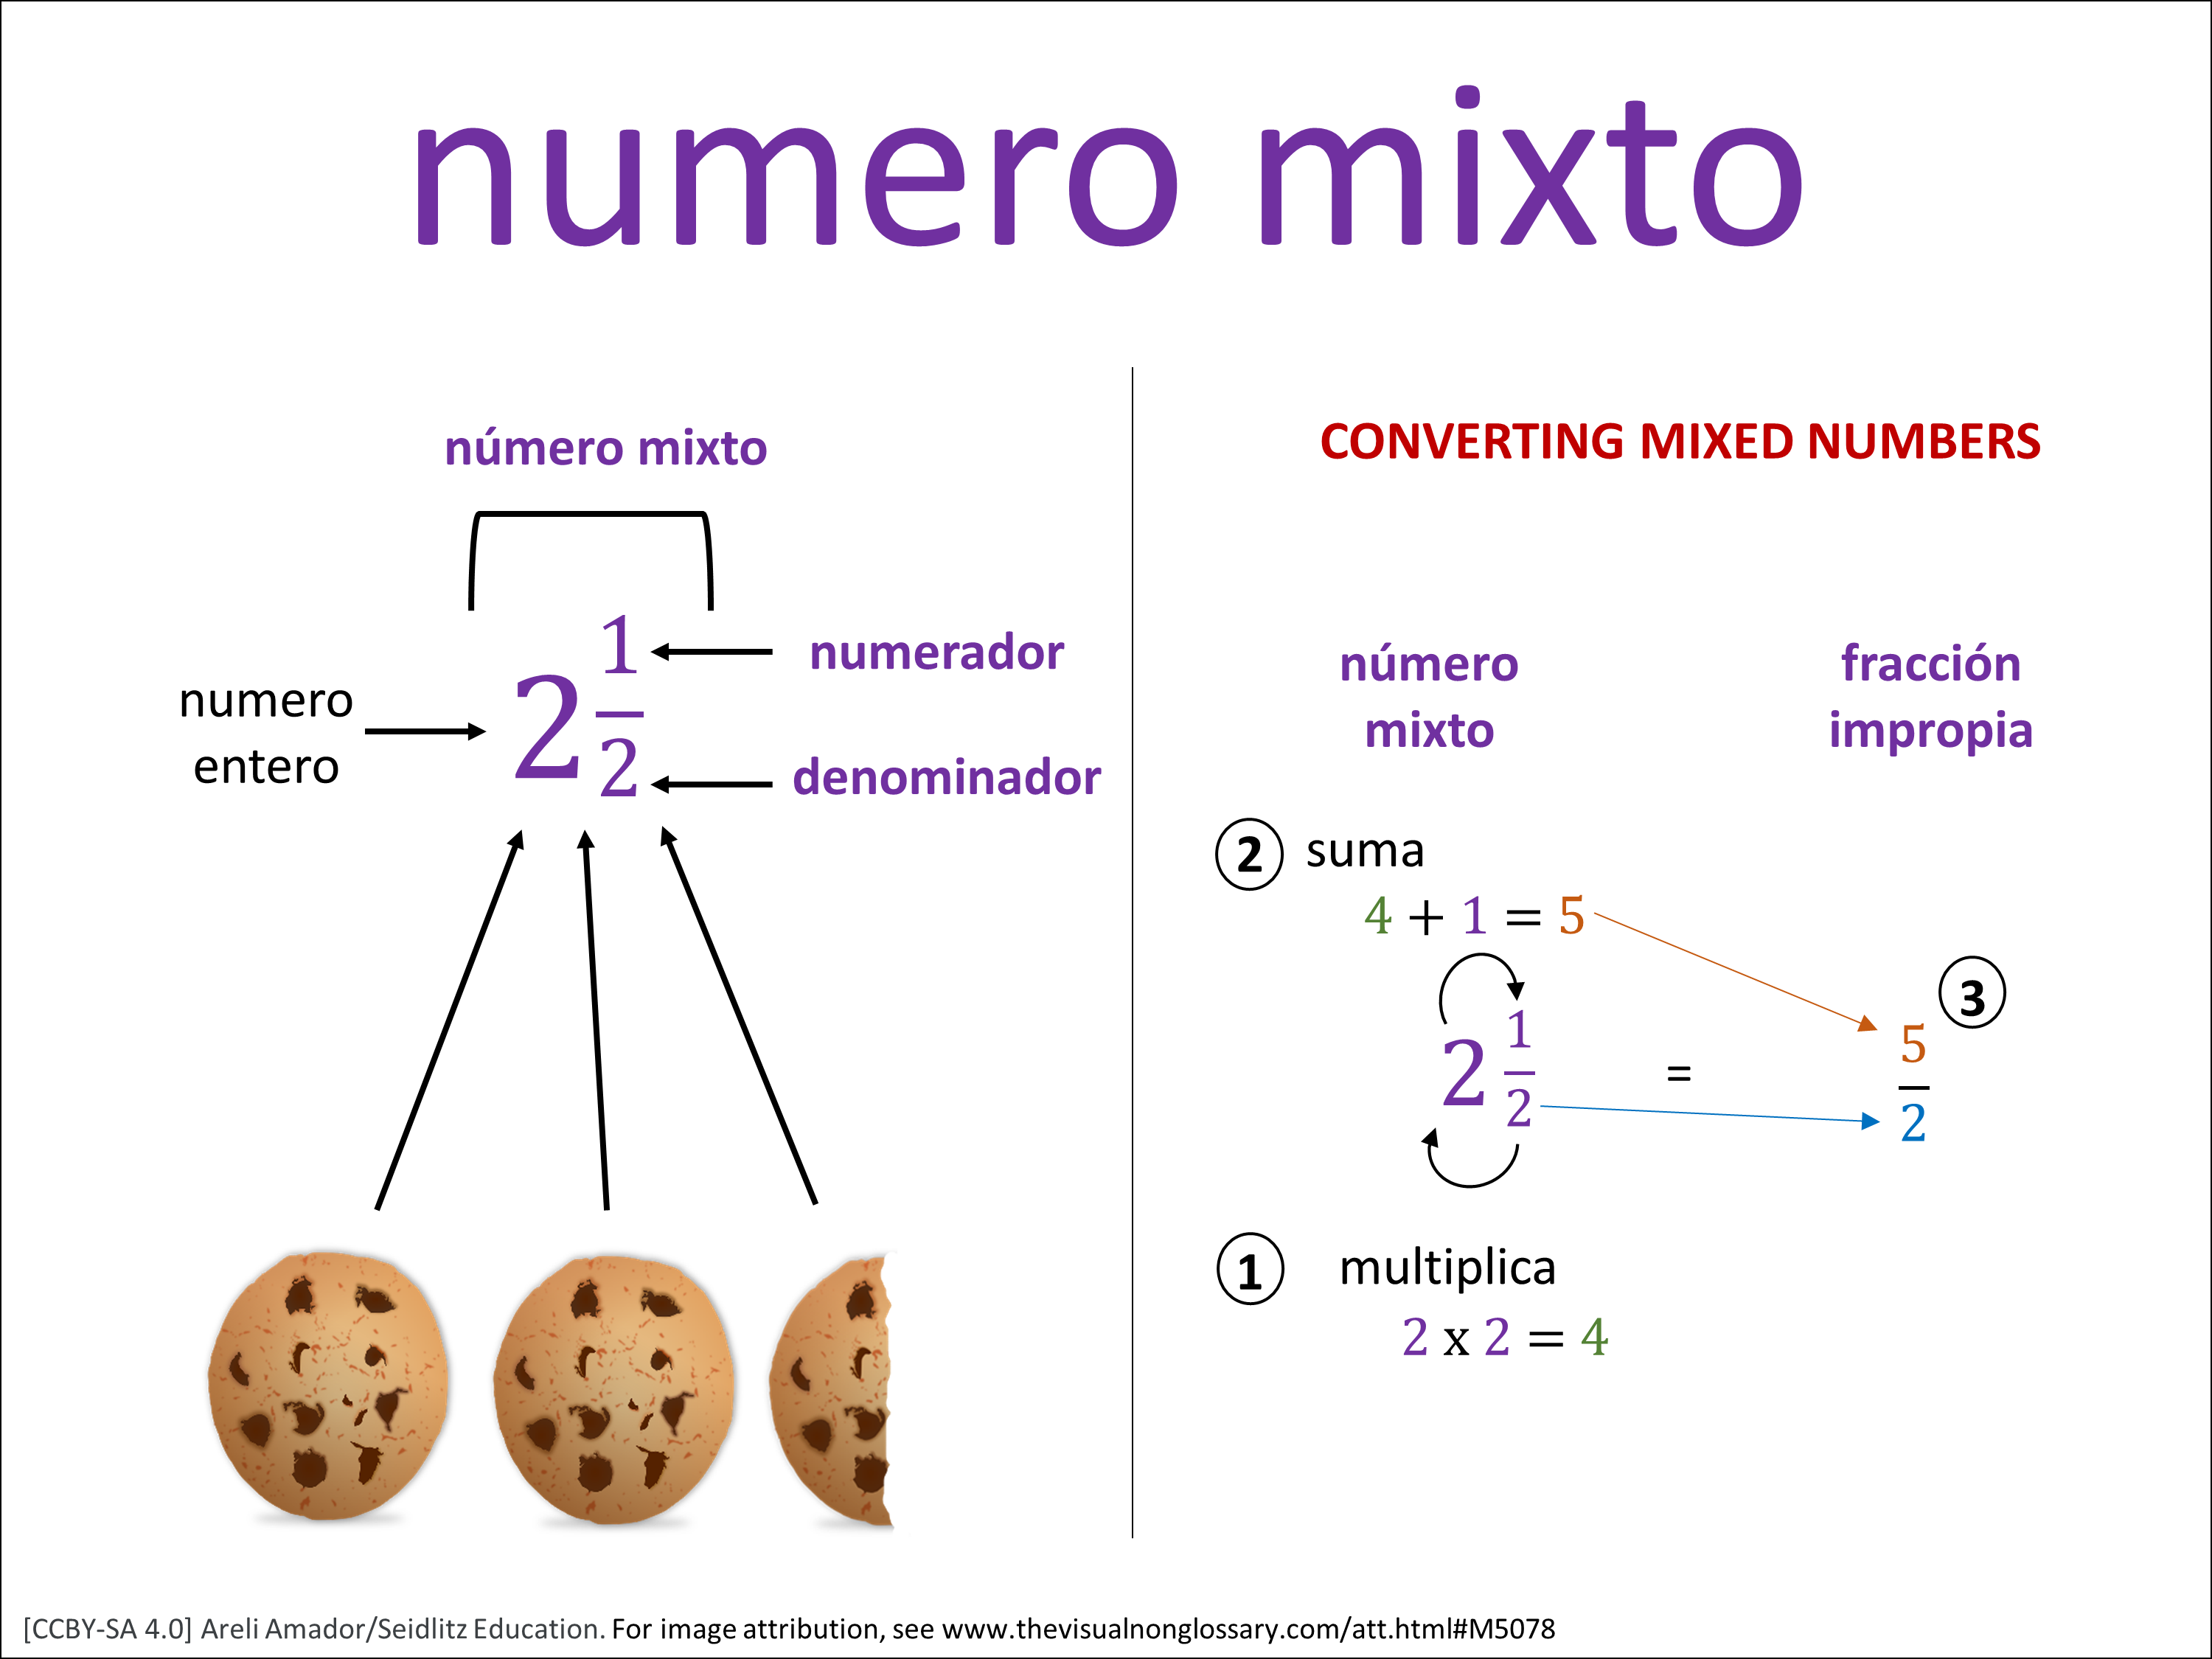 numero mixto
número mixto
numero
entero
2 1/2
numerador
denominador
CONVERTING MIXED NUMBERS
número
mixto
fracción
impropia
2 suma
4 + 1 = 5
3
2 1/2 = 5/2
1 multiplica
2 x 2 = 4
[CCBY-SA 4.0] Areli Amador/Seidlitz Education. For image attribution, see www.thevisualnonglossary.com/att.html#M5078